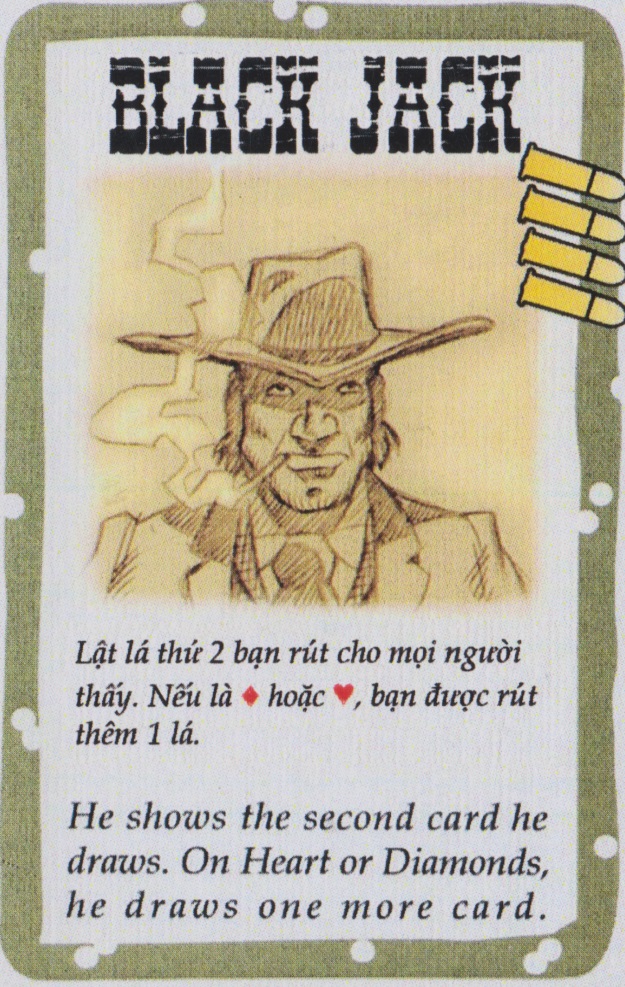 BLACK JACK
Lật lá thứ 2 bạn rút cho mọi người
thấy. Nếu là ♦ hoặc ♥, bạn được rút
thêm 1 lá.
He shows the second card he
draws. On Heart or Diamonds,
he draws one more card.